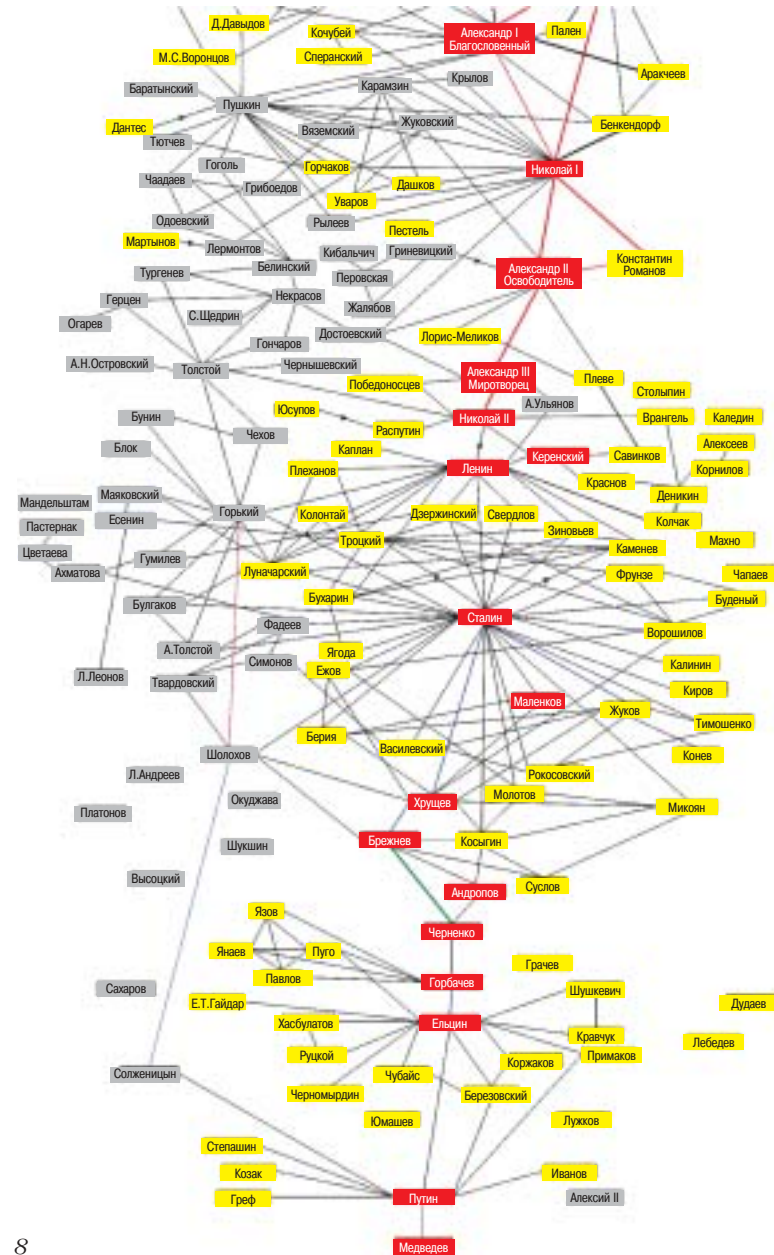 Д.Давыдов
Кочубей
Александр I
Благословенный
Пален
М.С.Воронцов
Сперанский
Аракчеев
Баратынский
Карамзин
Крылов
Пушкин
Дантес
Тютчев
Вяземский
Жуковский
Бенкендорф
Гоголь
Горчаков
Николай I
Чаадаев
Грибоедов
Дашков
Уваров
Одоевский
Рылеев
Пестель
Мартынов
Лермонтов
Кибальчич
Гриневицкий
Константин
Романов
Тургенев
Белинский
Перовская
Александр II
Освободитель
Герцен
Некрасов
Жалябов
Огарев
С.Щедрин
Достоевский
Лорис-Меликов
Гончаров
А.Н.Островский
Толстой
Чернышевский
Александр III
Миротворец
Победоносцев
Плеве
Столыпин
Бунин
Юсупов
Николай II
А.Ульянов
Врангель
Каледин
Чехов
Распутин
Блок
Каплан
Керенский
Савинков
Алексеев
Плеханов
Ленин
Корнилов
Краснов
Деникин
Мандельштам
Маяковский
Пастернак
Есенин
Горький
Колонтай
Дзержинский
Свердлов
Колчак
Махно
Цветаева
Гумилев
Троцкий
Зиновьев
Каменев
Ахматова
Луначарский
Фрунзе
Чапаев
Булгаков
Бухарин
Буденый
Фадеев
Сталин
Ворошилов
А.Толстой
Симонов
Ягода
Ежов
Калинин
Л.Леонов
Твардовский
Киров
Маленков
Жуков
Тимошенко
Берия
Василевский
Шолохов
Конев
Л.Андреев
Рокосовский
Окуджава
Хрущев
Молотов
Микоян
Платонов
Шукшин
Брежнев
Косыгин
Высоцкий
Андропов
Суслов
Язов
Черненко
Янаев
Пуго
Павлов
Горбачев
Грачев
Сахаров
Шушкевич
Е.Т.Гайдар
Дудаев
Хасбулатов
Ельцин
Кравчук
Лебедев
Руцкой
Коржаков
Примаков
Солженицын
Чубайс
Черномырдин
Березовский
Юмашев
Лужков
Степашин
Козак
Иванов
Греф
Путин
Алексий II
Медведев
8